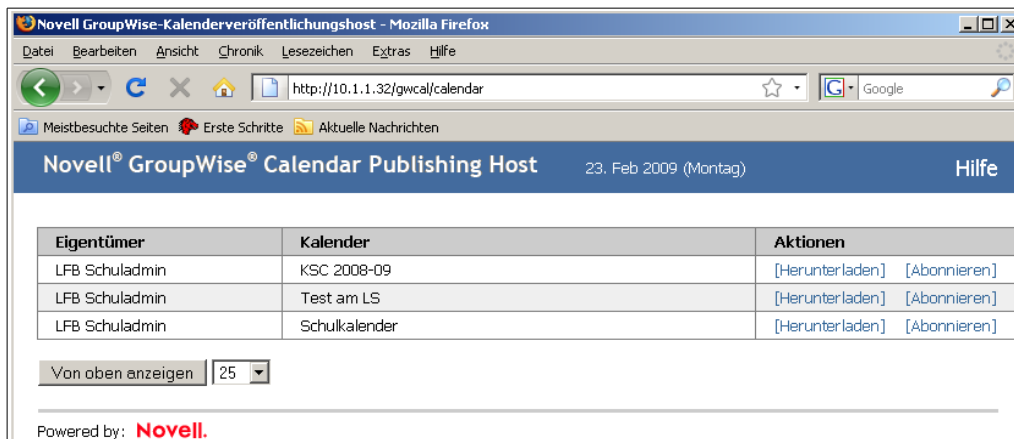 Novell GroupWise-Kalenderveröffentlichungshost - Mozilla Firefox
Datei Bearbeiten Ansicht Chronik Lesezeichen Extras Hilfe
http://10.1.1.32/gwcal/calendar G Google
Meistbesuchte Seiten Erste Schritte Aktuelle Nachrichten
Novell® GroupWise® Calendar Publishing Host 23. Feb 2009 (Montag) Hilfe
Eigentümer Kalender Aktionen
LFB Schuladmin KSC 2008-09 [Herunterladen] [Abonnieren]
LFB Schuladmin Test am LS [Herunterladen] [Abonnieren]
LFB Schuladmin Schulkalender [Herunterladen] [Abonnieren]
Von oben anzeigen 25
Powered by: Novell.